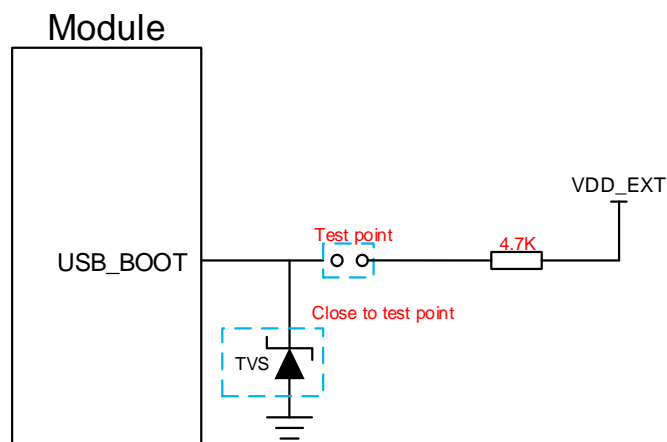 Module
VDD_EXT
Test point
4.7K
USB_BOOT
Close to test point
TVS